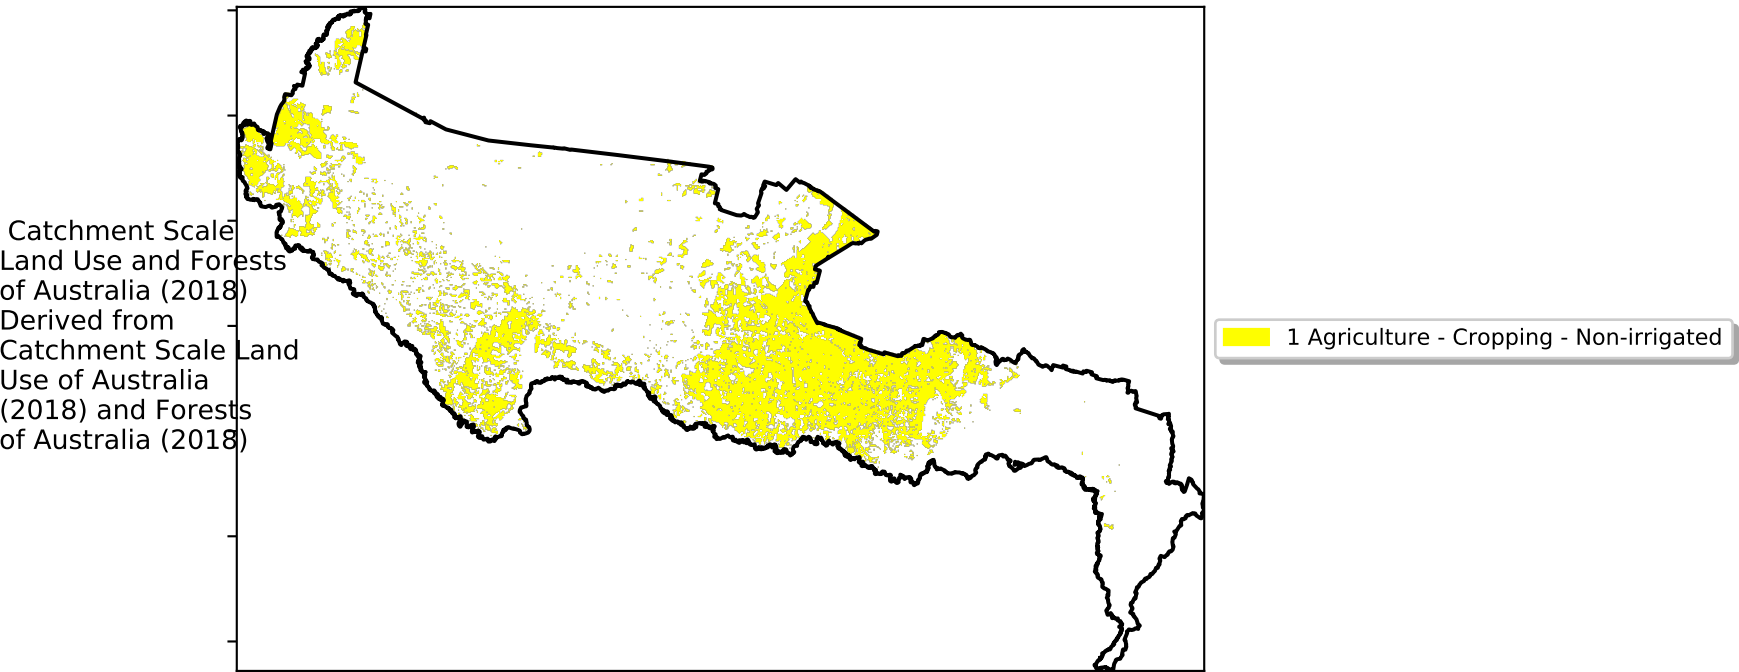 Catchment Scale
Land Use and Forests
of Australia (2018)
Derived from
Catchment Scale Land
Use of Australia
(2018) and Forests
of Australia (2018)
1 Agriculture - Cropping - Non-irrigated